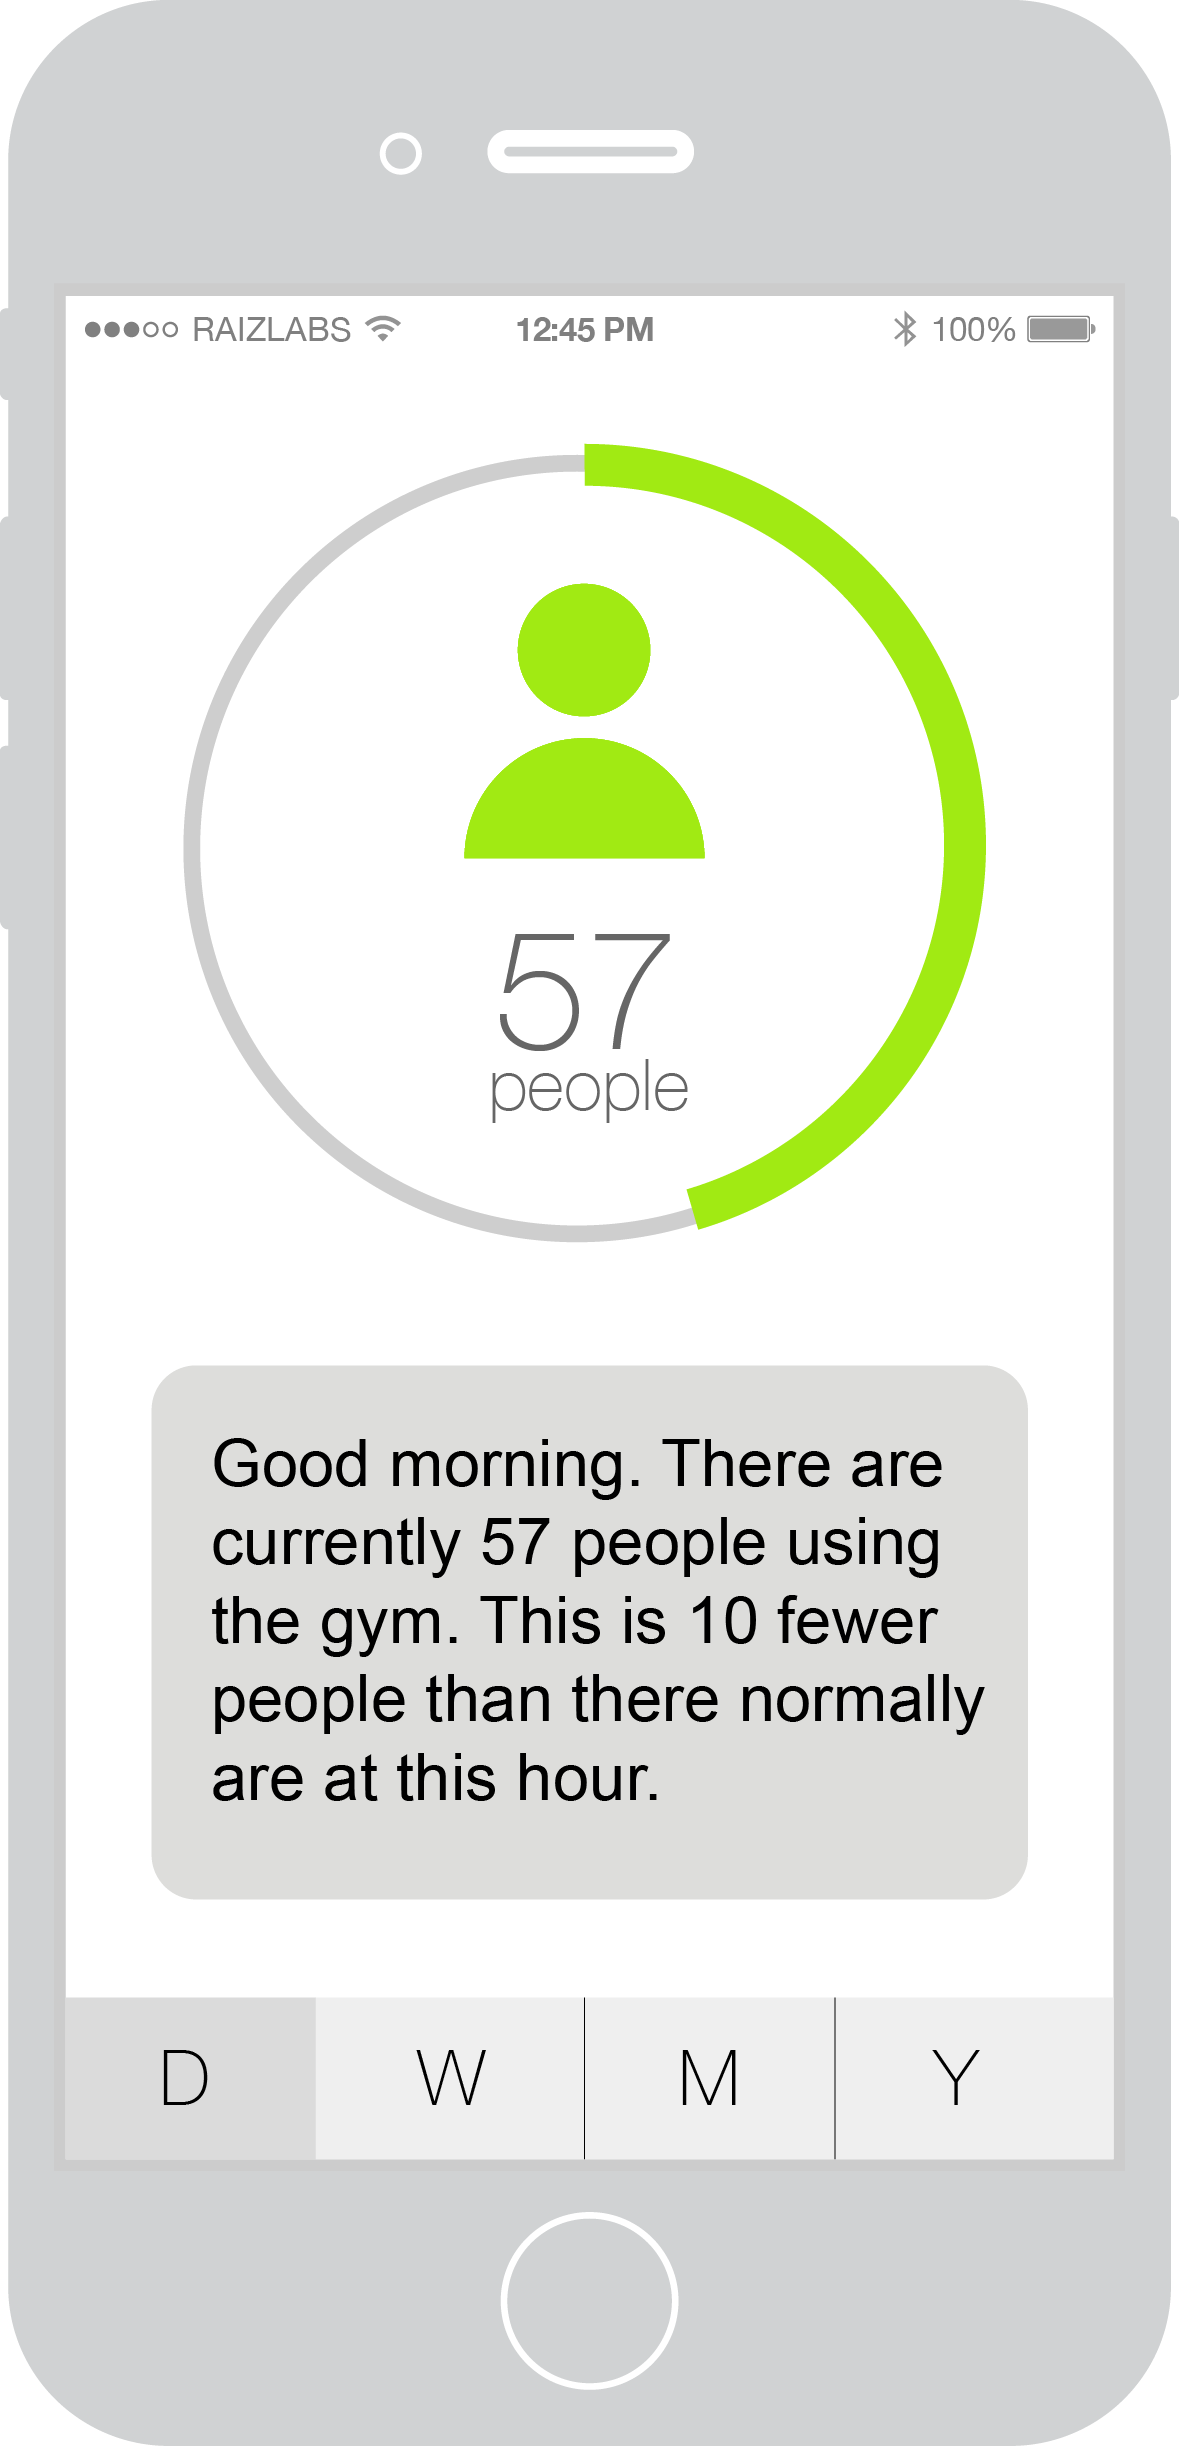 RAIZLABS 12:45 PM 100%
57
people
Good morning. There are
currently 57 people using
the gym. This is 10 fewer
people than there normally
are at this hour.
D W M Y